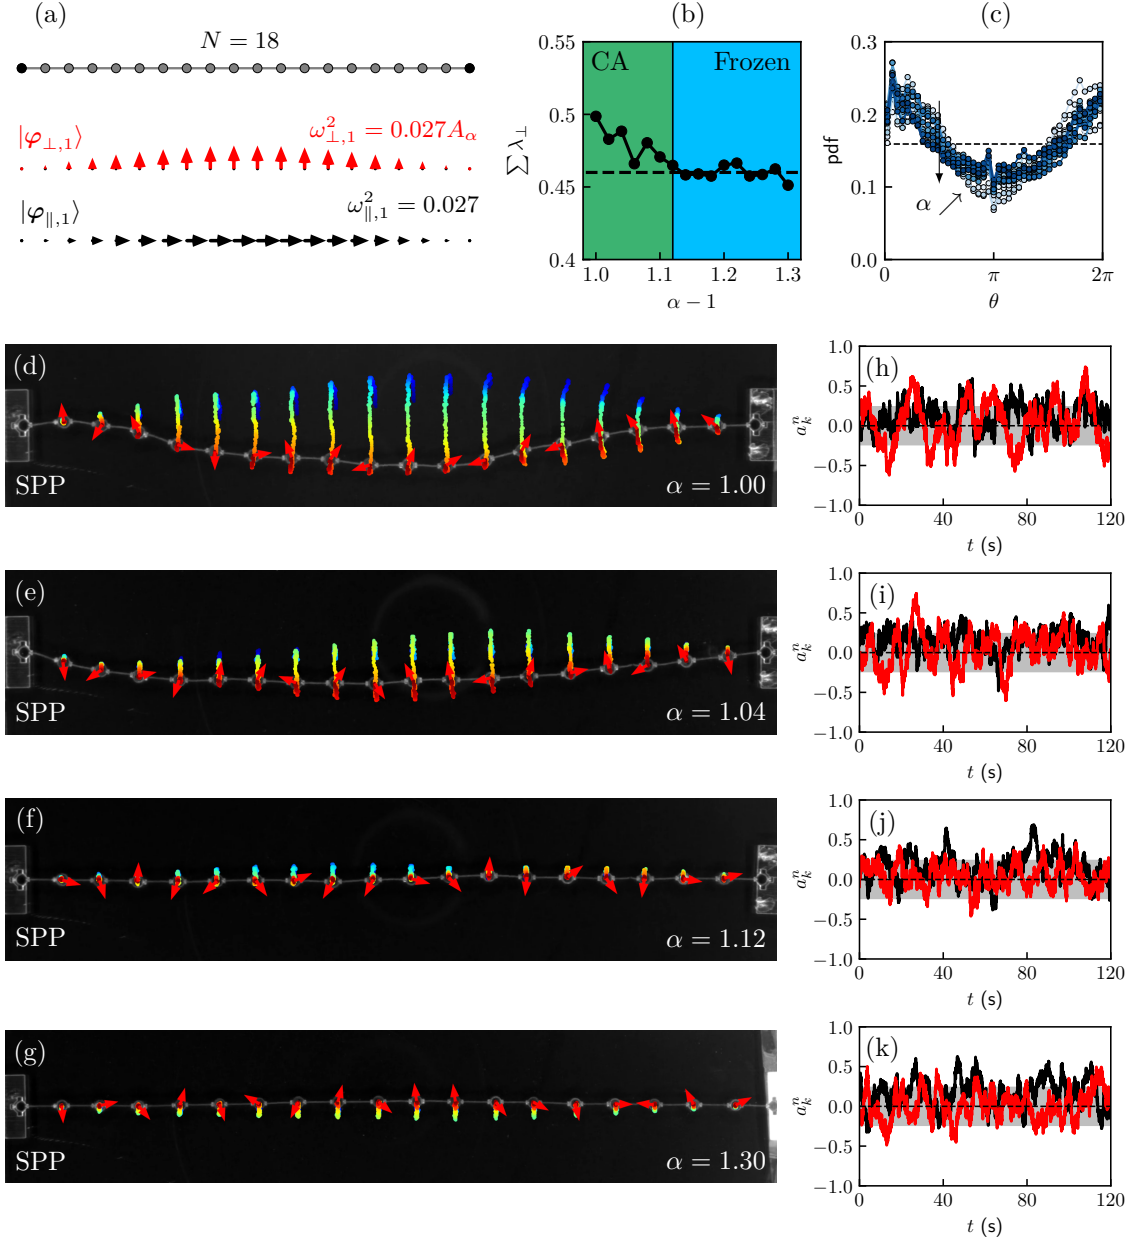 (a)
N = 18
|φ⊥,1⟩
ω²⊥,1 = 0.027Aα
|φ∥,1⟩
ω²∥,1 = 0.027
(b)
0.55
0.5
0.45
0.4
∑ λ⊥
CA
Frozen
1.0 1.1 1.2 1.3
α − 1
(c)
0.3
0.2
0.1
0.0
pdf
α
0 π 2π
θ
(d)
SPP
α = 1.00
(h)
1.0
0.5
0.0
−0.5
−1.0
aₖⁿ
0 40 80 120
t (s)
(e)
SPP
α = 1.04
(i)
1.0
0.5
0.0
−0.5
−1.0
aₖⁿ
0 40 80 120
t (s)
(f)
SPP
α = 1.12
(j)
1.0
0.5
0.0
−0.5
−1.0
aₖⁿ
0 40 80 120
t (s)
(g)
SPP
α = 1.30
(k)
1.0
0.5
0.0
−0.5
−1.0
aₖⁿ
0 40 80 120
t (s)